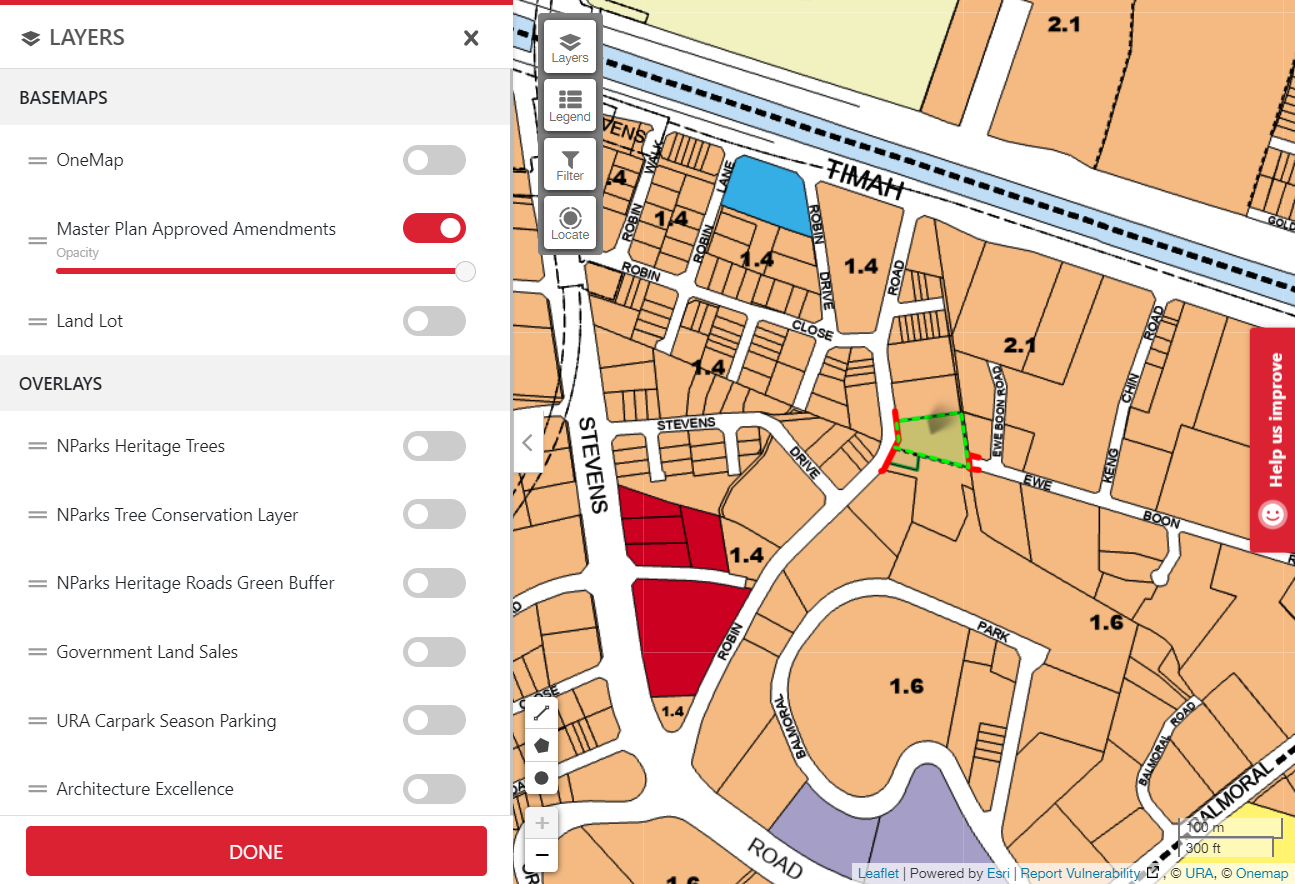 LAYERS
BASEMAPS
OneMap
Master Plan Approved Amendments
Opacity
Land Lot
OVERLAYS
NParks Heritage Trees
NParks Tree Conservation Layer
NParks Heritage Roads Green Buffer
Government Land Sales
URA Carpark Season Parking
Architecture Excellence
DONE
Layers
Legend
Filter
Locate
2.1
VENS
WALK
LANE
TIMAH
.4
1.4
ROBIN
ROBIN
ROBIN
GOLD
ROBIN
1.4
1.4
DRIVE
ROAD
CLOSE
ROAD
2.1
1.4
CHIN
EWE BOON ROAD
STEVENS
STEVENS
DRIVE
KENG
EWE
BOON
1.4
ROBIN
PARK
1.6
1.6
1.4
BALMORAL
BALMORAL ROAD
BALMORAL
ROAD
1.6
Help us improve
+
−
100 m
300 ft
Leaflet | Powered by Esri | Report Vulnerability , © URA, © Onemap